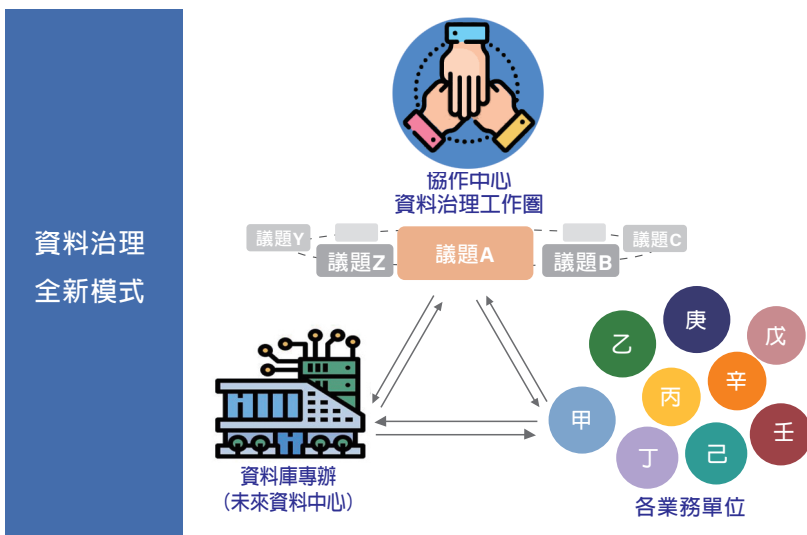 資料治理
全新模式
協作中心
資料治理工作圈
議題Y
議題Z
議題A
議題B
議題C
乙
庚
戊
丙
辛
甲
丁
己
壬
資料庫專辦
(未來資料中心)
各業務單位